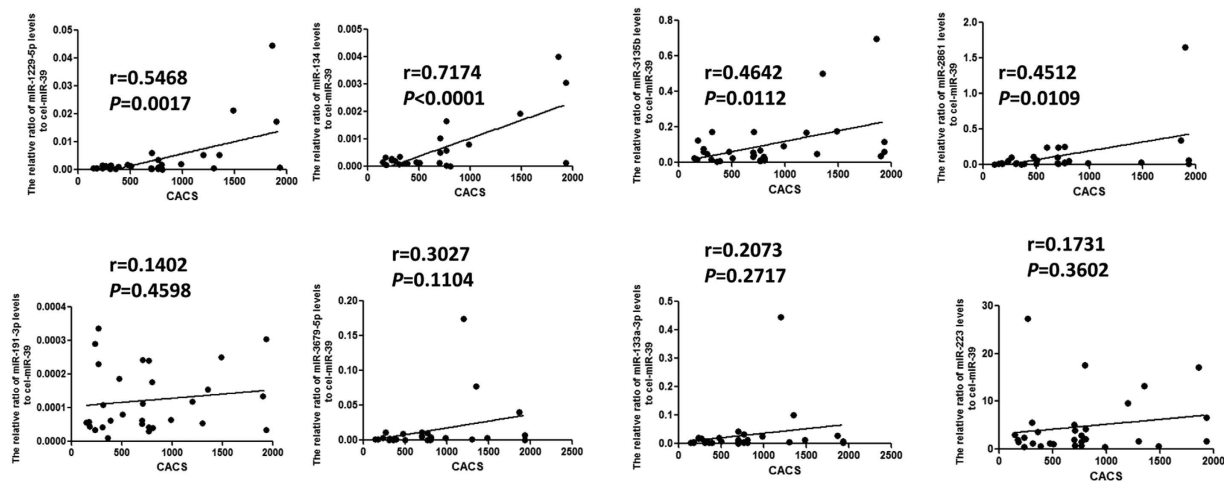 The relative ratio of miR-1229-5p levels
to cel-miR-39
0.05
0.04
0.03
0.02
0.01
0.00
r=0.5468
P=0.0017
0
500
1000
1500
2000
CACS
The relative ratio of miR-134 levels
to cel-miR-39
0.005
0.004
0.003
0.002
0.001
0.000
r=0.7174
P<0.0001
0
500
1000
1500
2000
2500
CACS
The relative ratio of miR-3135b levels
to cel-miR-39
0.8
0.6
0.4
0.2
0.0
r=0.4642
P=0.0112
0
500
1000
1500
2000
CACS
The relative ratio of miR-2861 levels
to cel-miR-39
2.0
1.5
1.0
0.5
0.0
r=0.4512
P=0.0109
0
500
1000
1500
2000
CACS
r=0.1402
P=0.4598
The relative ratio of miR-191-3p levels
to cel-miR-39
0.0004
0.0003
0.0002
0.0001
0.0000
0
500
1000
1500
2000
CACS
r=0.3027
P=0.1104
The relative ratio of miR-3679-5p levels
to cel-miR-39
0.20
0.15
0.10
0.05
0.00
0
500
1000
1500
2000
2500
CACS
r=0.2073
P=0.2717
The relative ratio of miR-133a-3p levels
to cel-miR-39
0.5
0.4
0.3
0.2
0.1
0.0
0
500
1000
1500
2000
2500
CACS
r=0.1731
P=0.3602
The relative ratio of miR-223 levels
to cel-miR-39
30
20
10
0
0
500
1000
1500
2000
CACS